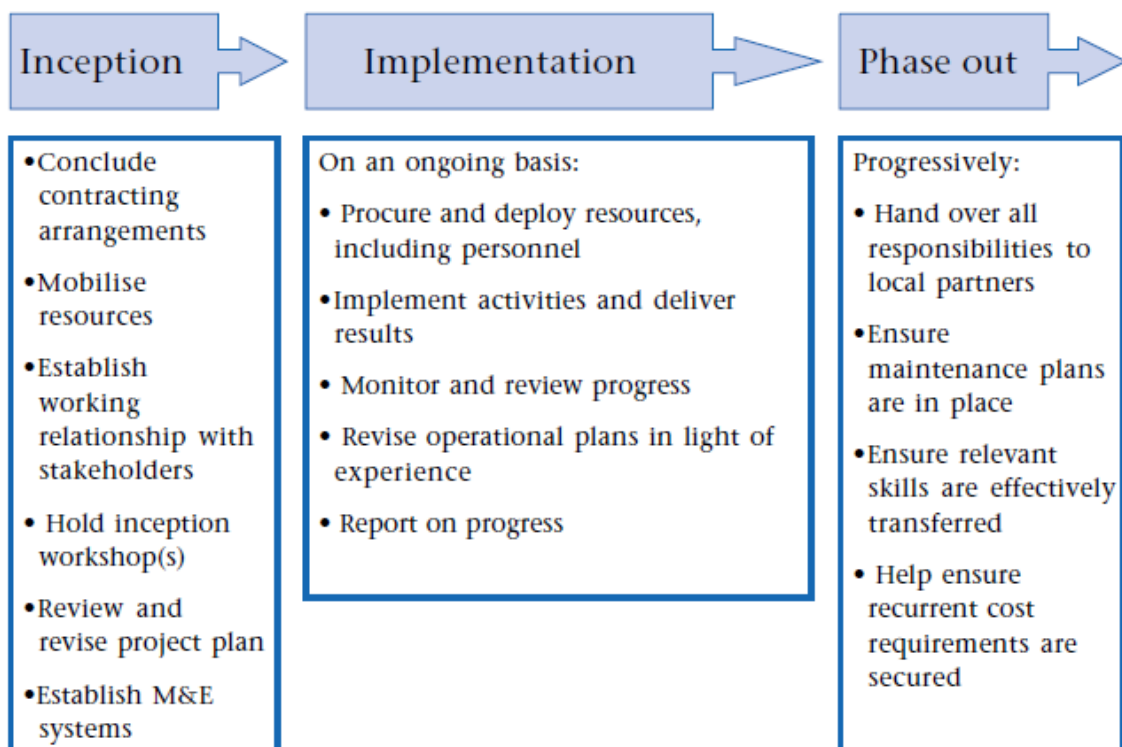 Inception
Implementation
Phase out
•Conclude
contracting
arrangements
•Mobilise
resources
•Establish
working
relationship with
stakeholders
• Hold inception
workshop(s)
•Review and
revise project plan
•Establish M&E
systems
On an ongoing basis:
• Procure and deploy resources,
including personnel
•Implement activities and deliver
results
• Monitor and review progress
• Revise operational plans in light of
experience
• Report on progress
Progressively:
• Hand over all
responsibilities to
local partners
•Ensure
maintenance plans
are in place
•Ensure relevant
skills are effectively
transferred
• Help ensure
recurrent cost
requirements are
secured